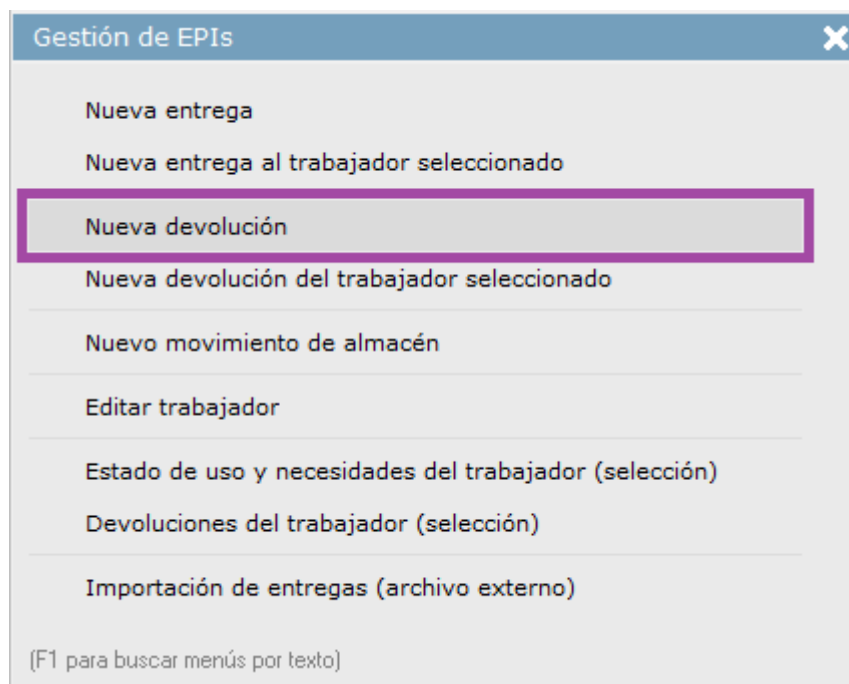 Gestión de EPIs
Nueva entrega
Nueva entrega al trabajador seleccionado
Nueva devolución
Nueva devolución del trabajador seleccionado
Nuevo movimiento de almacén
Editar trabajador
Estado de uso y necesidades del trabajador (selección)
Devoluciones del trabajador (selección)
Importación de entregas (archivo externo)
(F1 para buscar menús por texto)